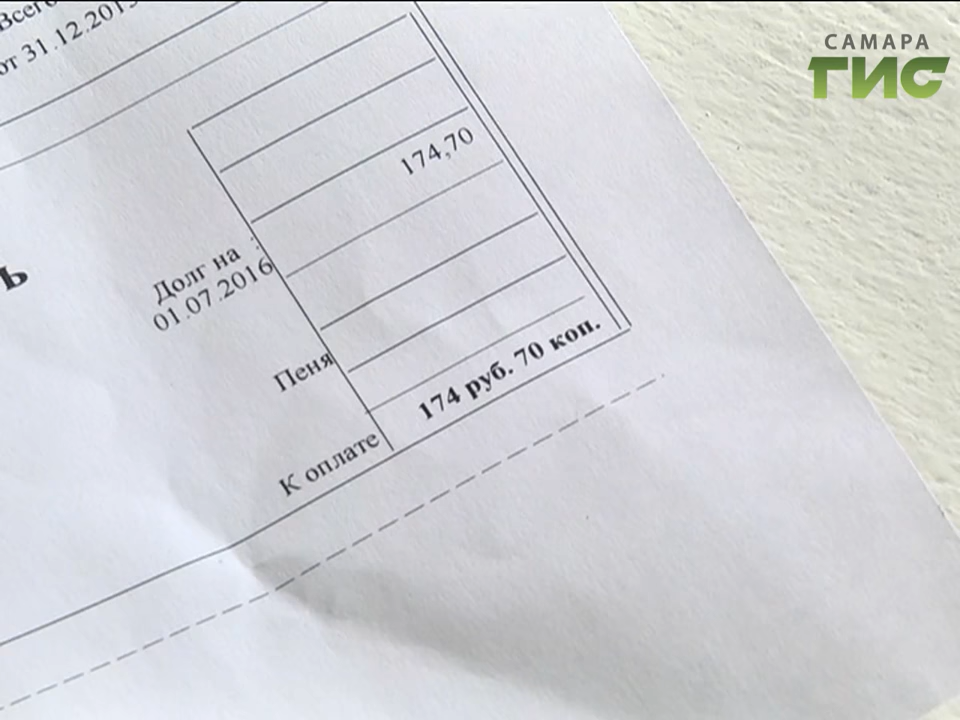 Всего
от 31.12.2015
174,70
ь
Долг на :
01.07.2016
Пеня
К оплате 174 руб. 70 коп.
САМАРА
ГИС